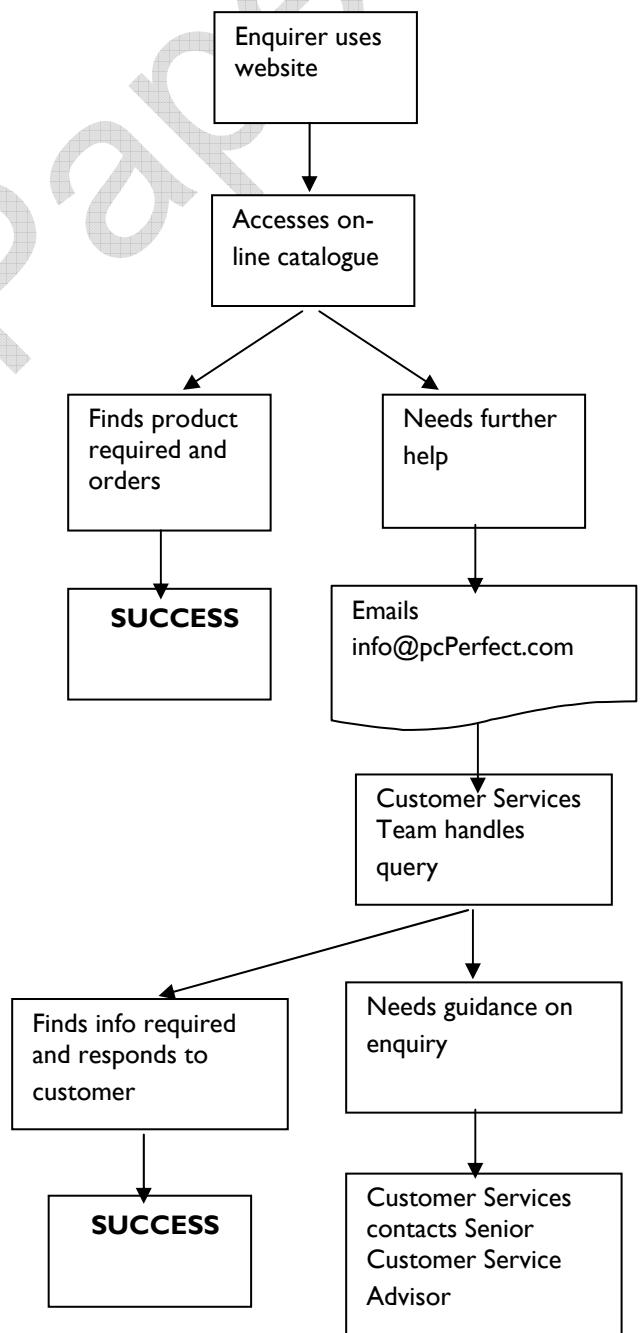 Enquirer uses
website
Accesses on-
line catalogue
Finds product
required and
orders
Needs further
help
SUCCESS
Emails
info@pcPerfect.com
Customer Services
Team handles
query
Finds info required
and responds to
customer
Needs guidance on
enquiry
SUCCESS
Customer Services
contacts Senior
Customer Service
Advisor